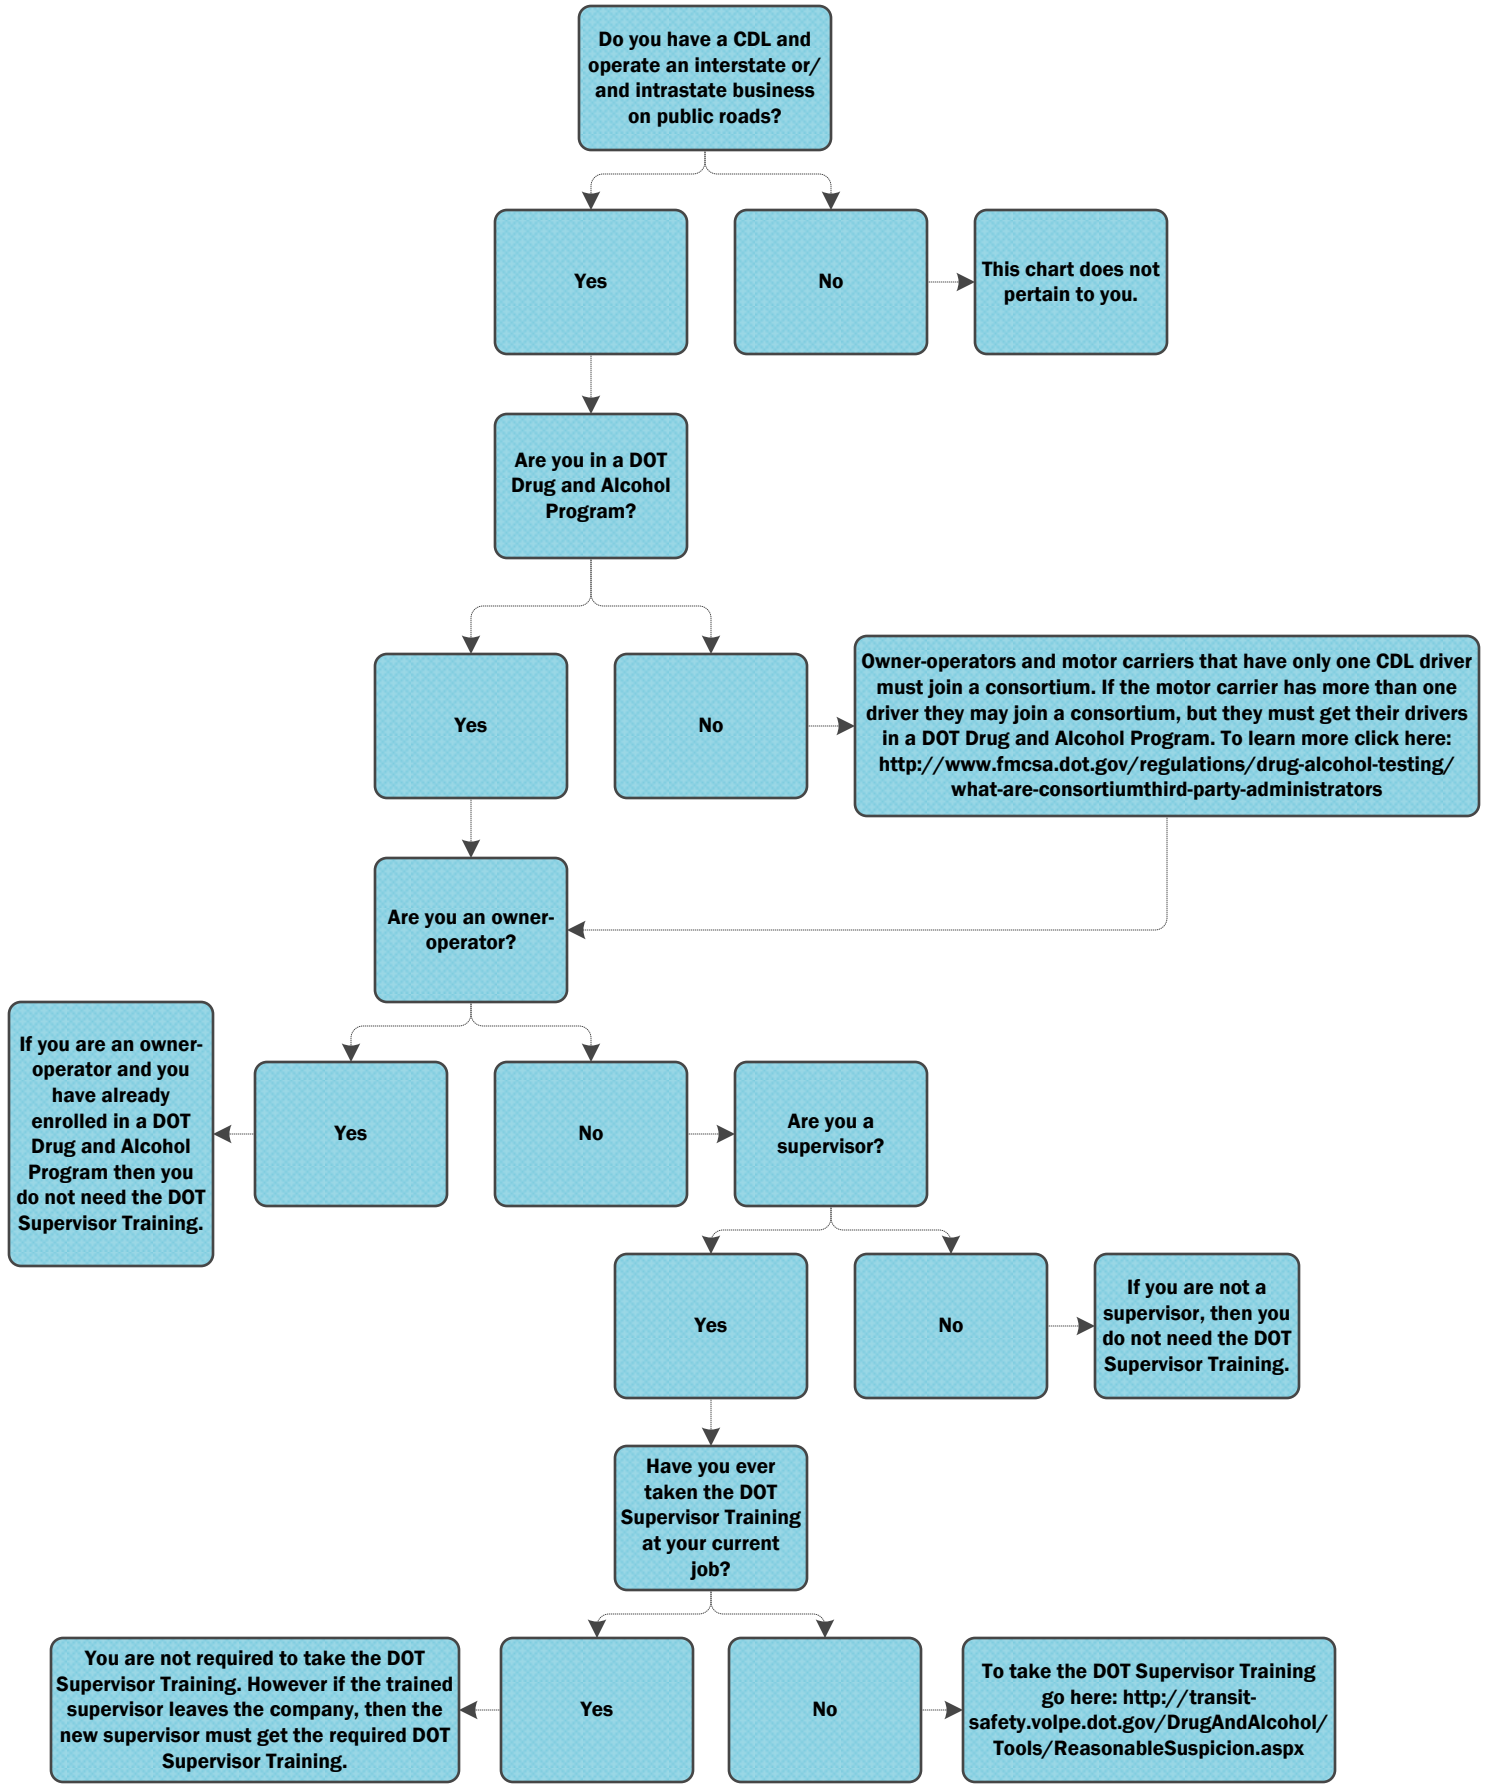 Do you have a CDL and
operate an interstate or/
and intrastate business
on public roads?
Yes
No
This chart does not
pertain to you.
Are you in a DOT
Drug and Alcohol
Program?
Yes
No
Owner-operators and motor carriers that have only one CDL driver
must join a consortium. If the motor carrier has more than one
driver they may join a consortium, but they must get their drivers
in a DOT Drug and Alcohol Program. To learn more click here:
http://www.fmcsa.dot.gov/regulations/drug-alcohol-testing/
what-are-consortiumthird-party-administrators
Are you an owner-
operator?
If you are an owner-
operator and you
have already
enrolled in a DOT
Drug and Alcohol
Program then you
do not need the DOT
Supervisor Training.
Yes
No
Are you a
supervisor?
Yes
No
If you are not a
supervisor, then you
do not need the DOT
Supervisor Training.
Have you ever
taken the DOT
Supervisor Training
at your current
job?
You are not required to take the DOT
Supervisor Training. However if the trained
supervisor leaves the company, then the
new supervisor must get the required DOT
Supervisor Training.
Yes
No
To take the DOT Supervisor Training
go here: http://transit-
safety.volpe.dot.gov/DrugAndAlcohol/
Tools/ReasonableSuspicion.aspx